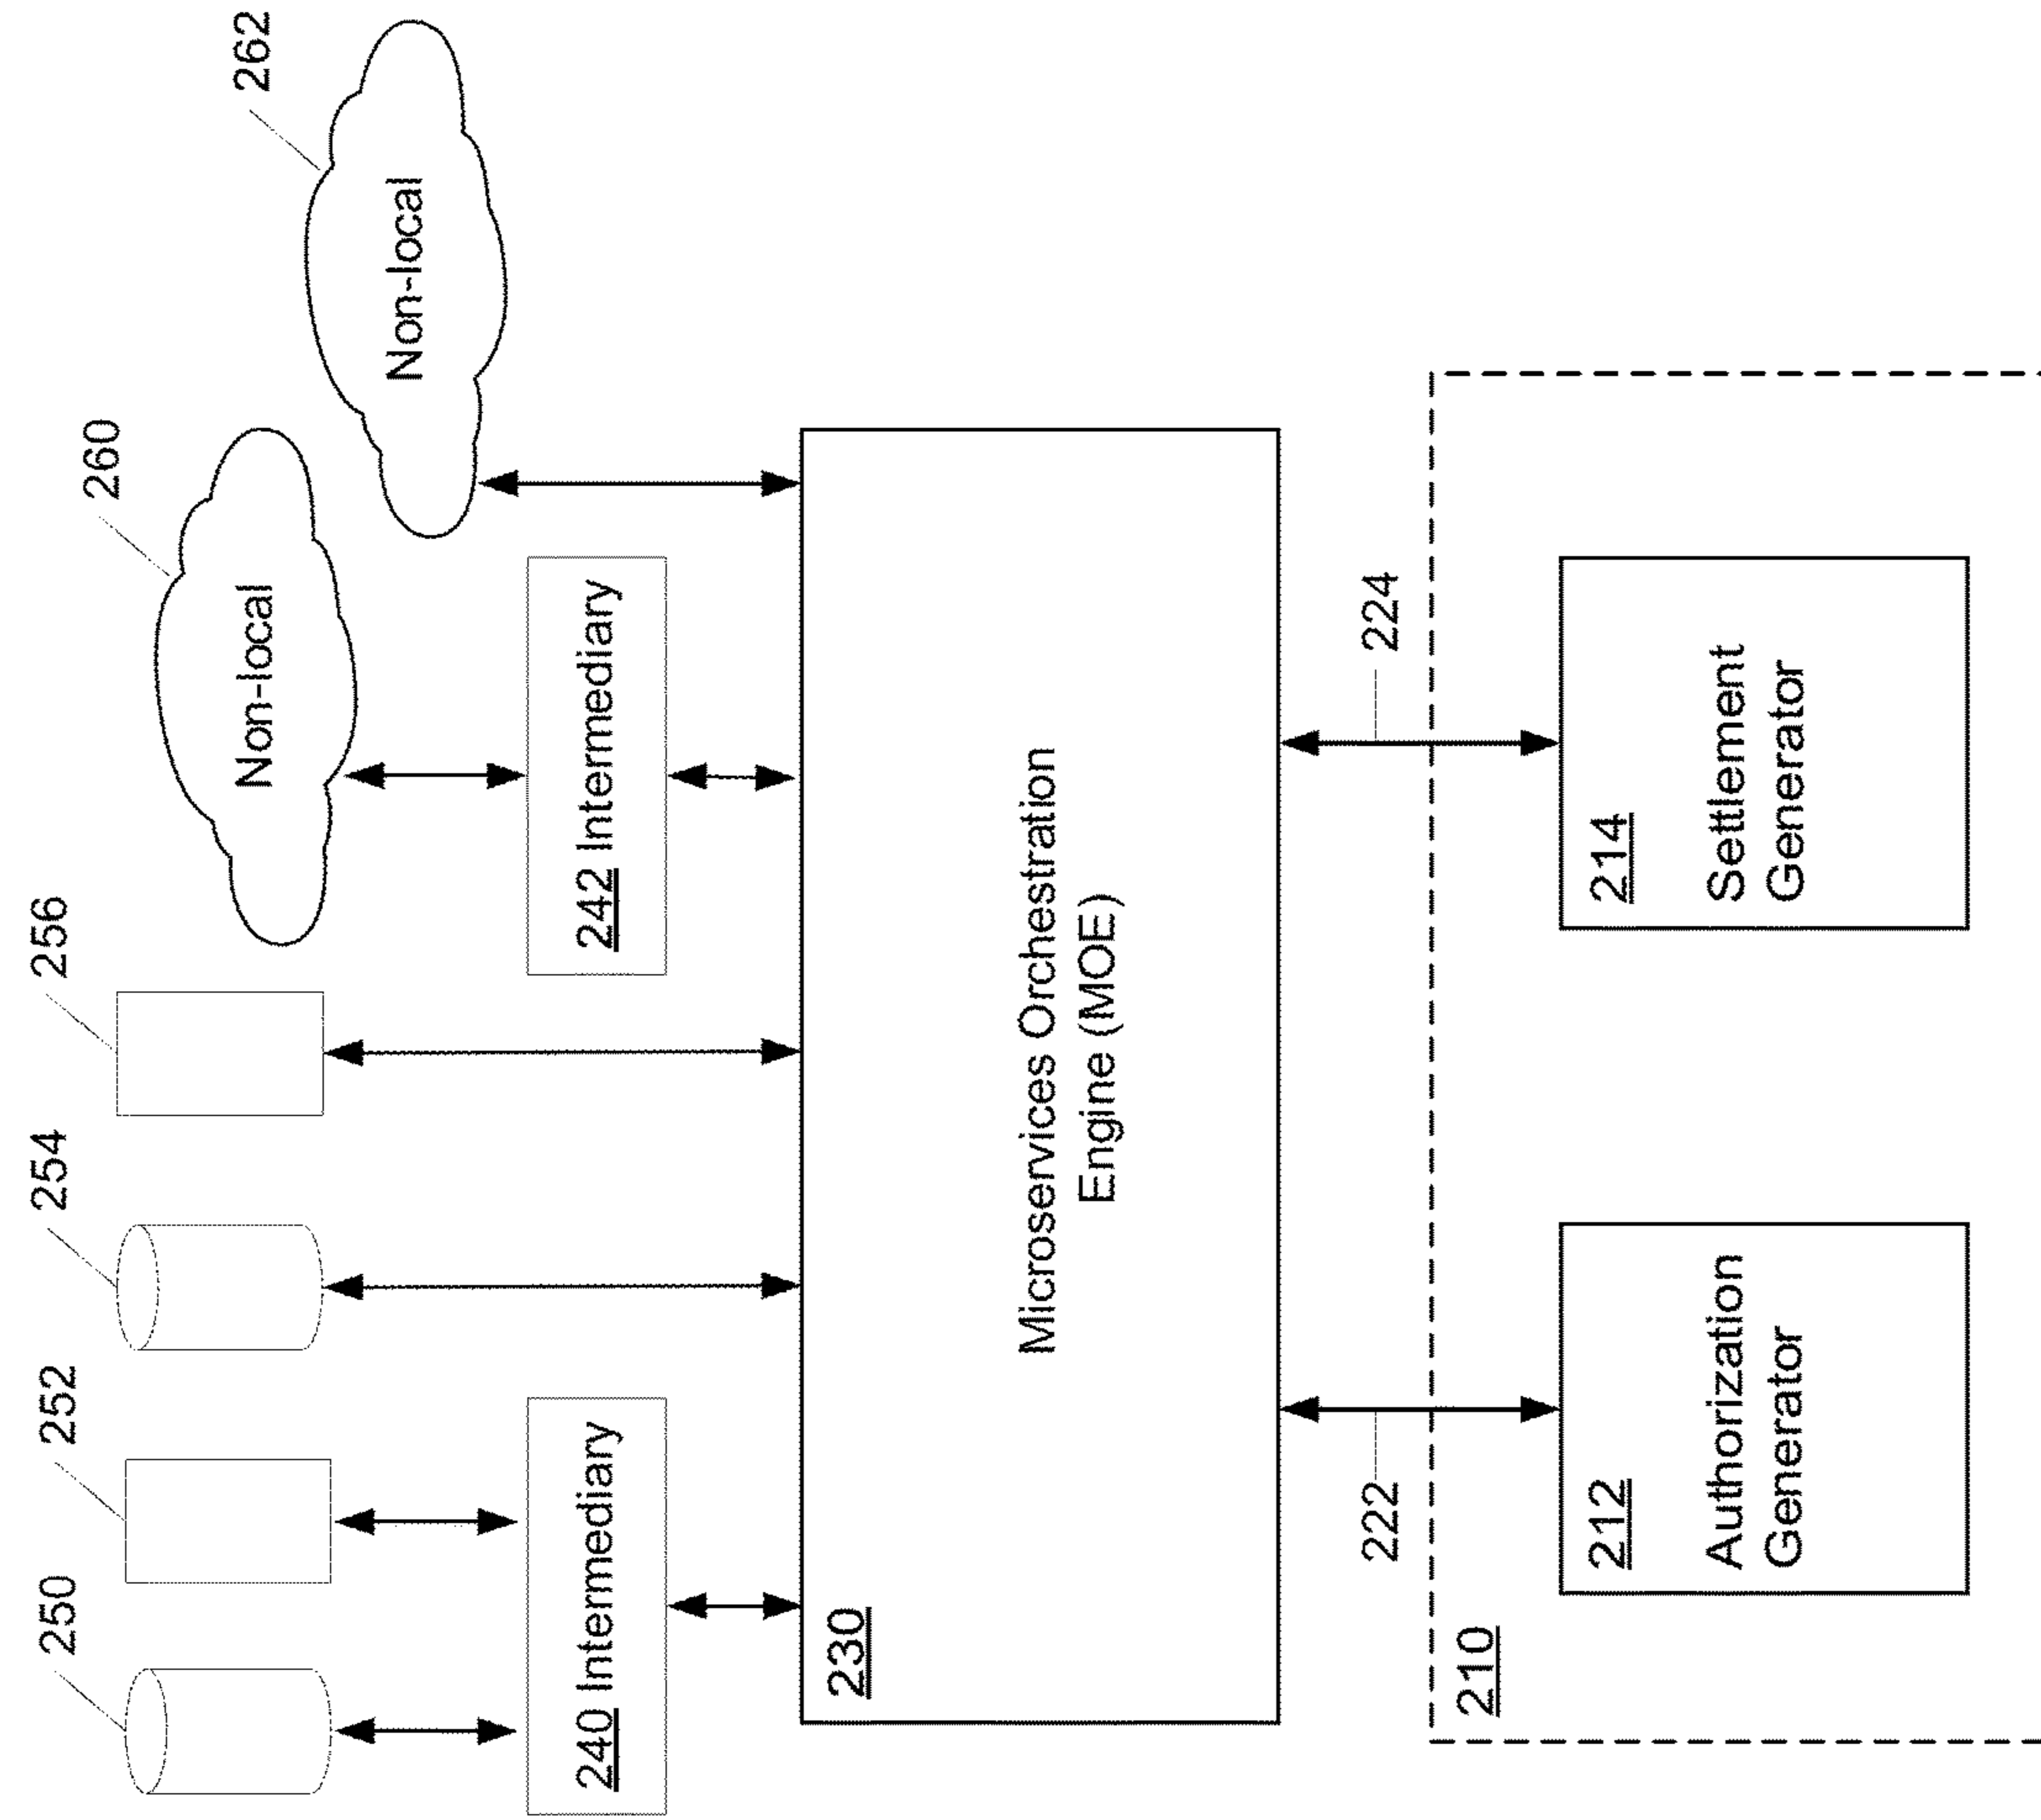 250
252
254
256
260
262
Non-local
Non-local
240 Intermediary
242 Intermediary
230
Microservices Orchestration
Engine (MOE)
222
224
210
212
Authorization
Generator
214
Settlement
Generator